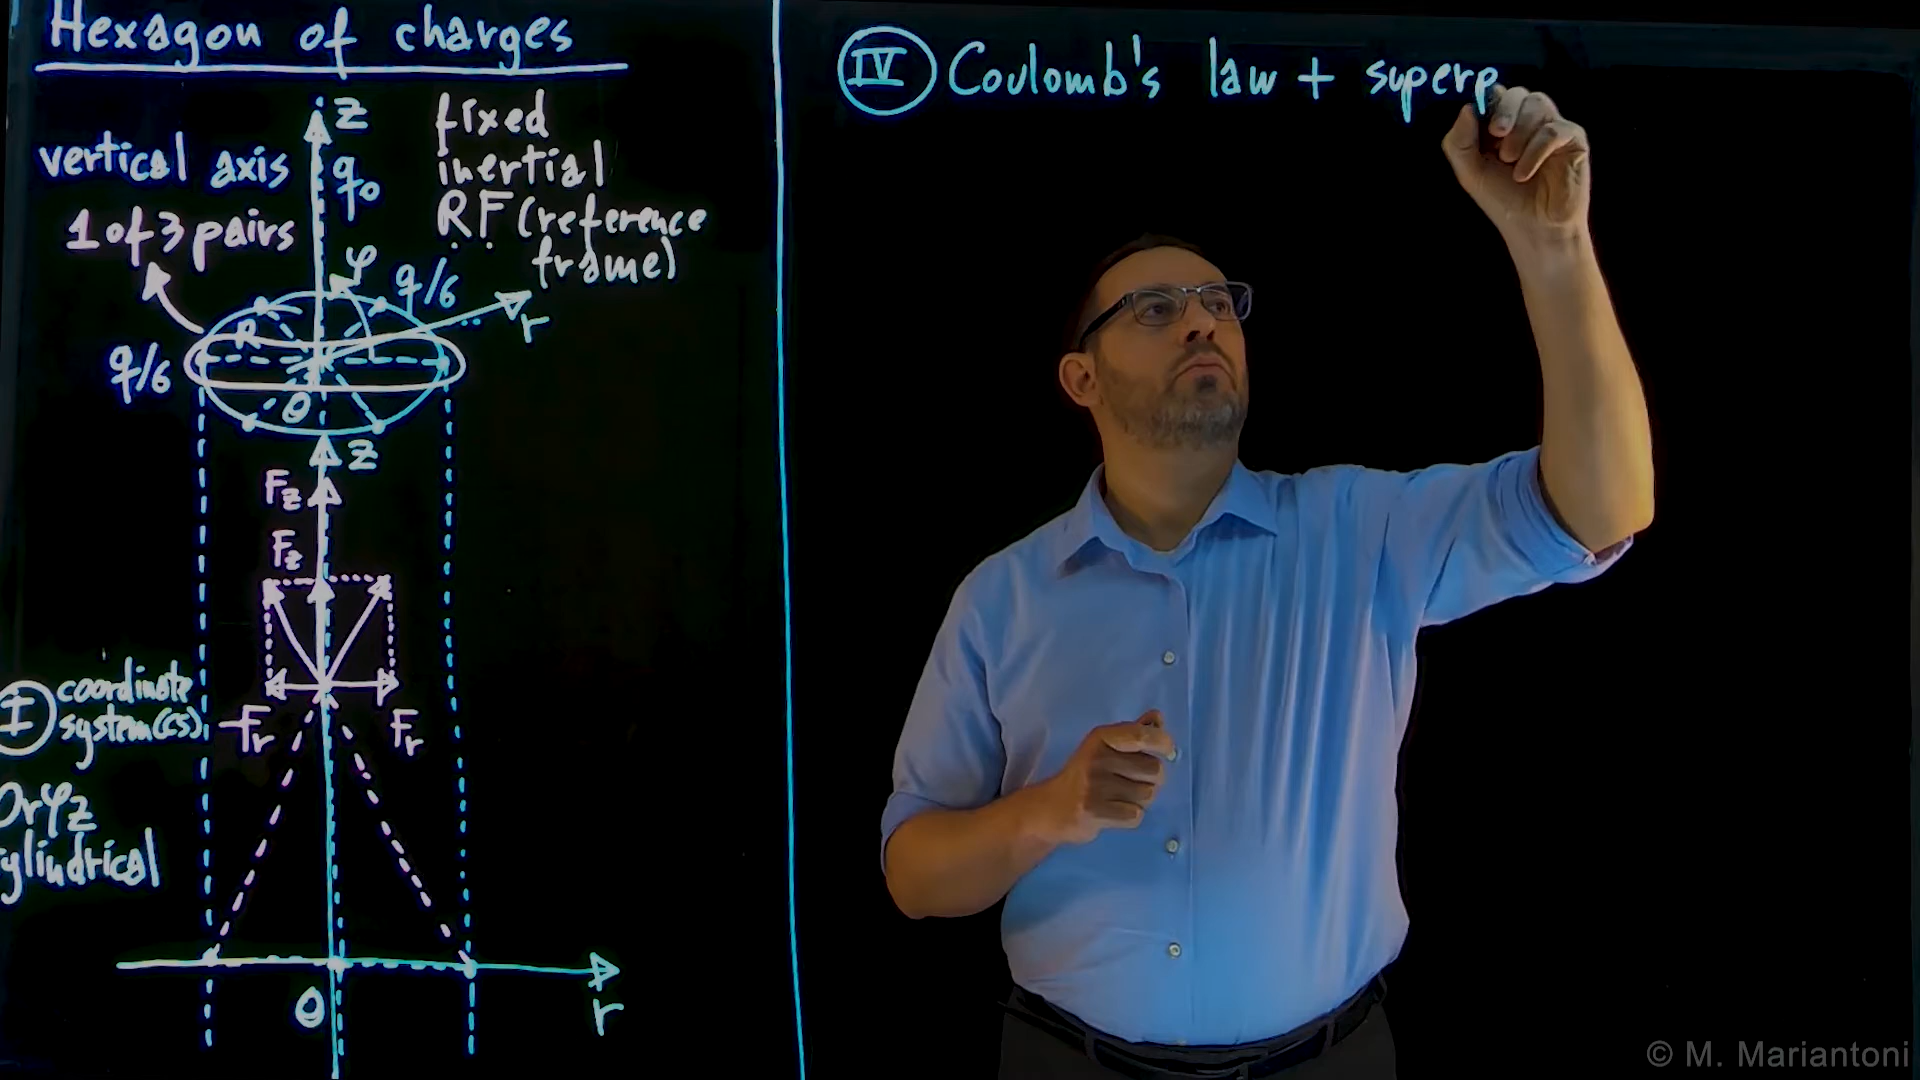 Hexagon of charges
z
vertical axis
q₀
fixed
inertial
R.F. (reference
frame)
1 of 3 pairs
φ
q/6
r
R
q/6
O
z
Fz
Fz
I coordinate
system (CS)
-Fr
Fr
Orφz
cylindrical
O
r
IV Coulomb's law + superp
© M. Mariantoni